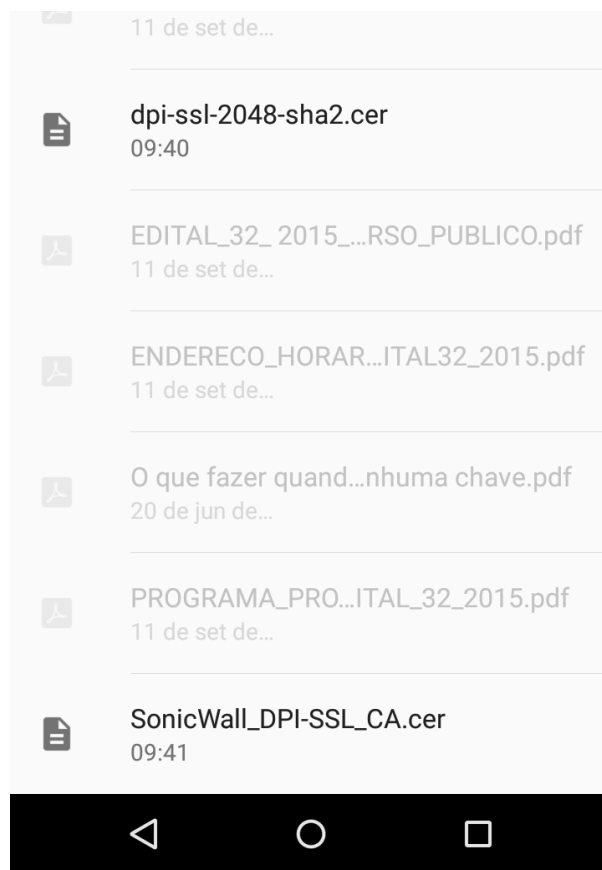 11 de set de…
dpi-ssl-2048-sha2.cer
09:40
EDITAL_32_ 2015_…RSO_PUBLICO.pdf
11 de set de…
ENDERECO_HORAR…ITAL32_2015.pdf
11 de set de…
O que fazer quand…nhuma chave.pdf
20 de jun de…
PROGRAMA_PRO…ITAL_32_2015.pdf
11 de set de…
SonicWall_DPI-SSL_CA.cer
09:41